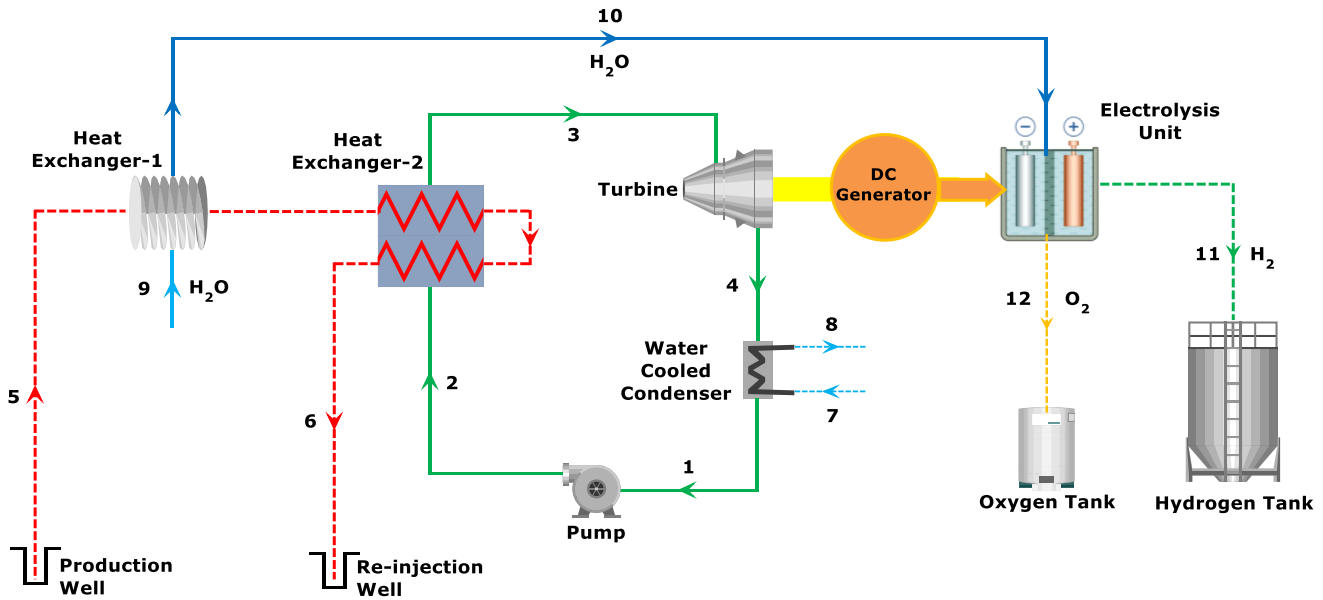 10
H₂O
Heat
Exchanger-1
Heat
Exchanger-2
3
Turbine
DC
Generator
− +
Electrolysis
Unit
9 H₂O
4
11 H₂
12 O₂
8
Water
Cooled
Condenser
7
5
2
6
1
Pump
Oxygen Tank
Hydrogen Tank
Production
Well
Re-injection
Well